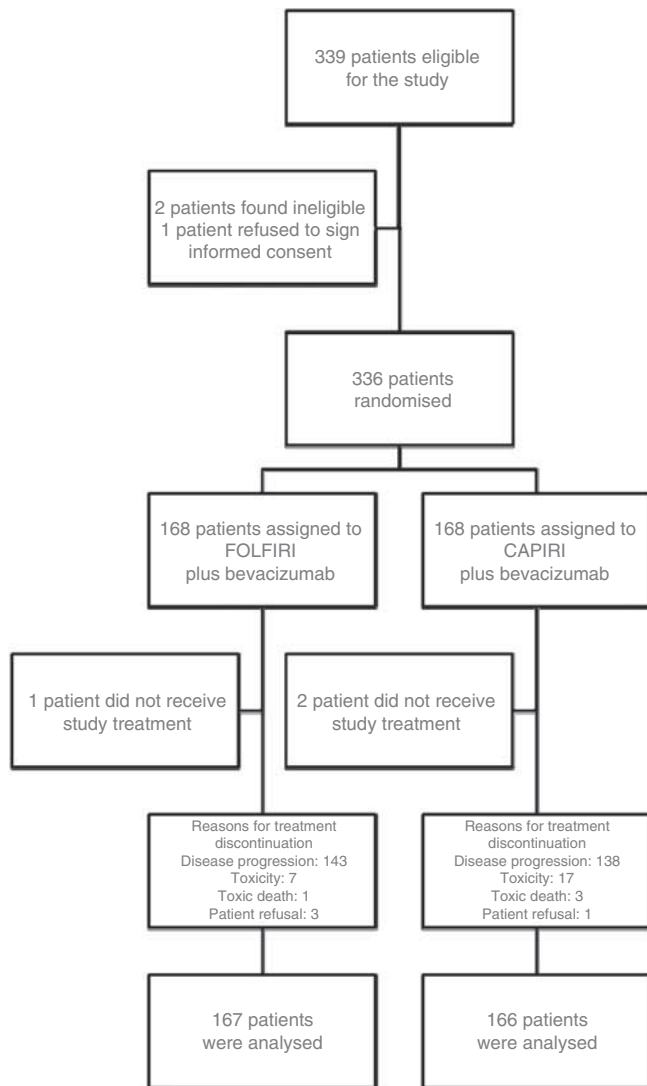 339 patients eligible
for the study
2 patients found ineligible
1 patient refused to sign
informed consent
336 patients
randomised
168 patients assigned to
FOLFIRI
plus bevacizumab
168 patients assigned to
CAPIRI
plus bevacizumab
1 patient did not receive
study treatment
2 patient did not receive
study treatment
Reasons for treatment
discontinuation
Disease progression: 143
Toxicity: 7
Toxic death: 1
Patient refusal: 3
Reasons for treatment
discontinuation
Disease progression: 138
Toxicity: 17
Toxic death: 3
Patient refusal: 1
167 patients
were analysed
166 patients
were analysed